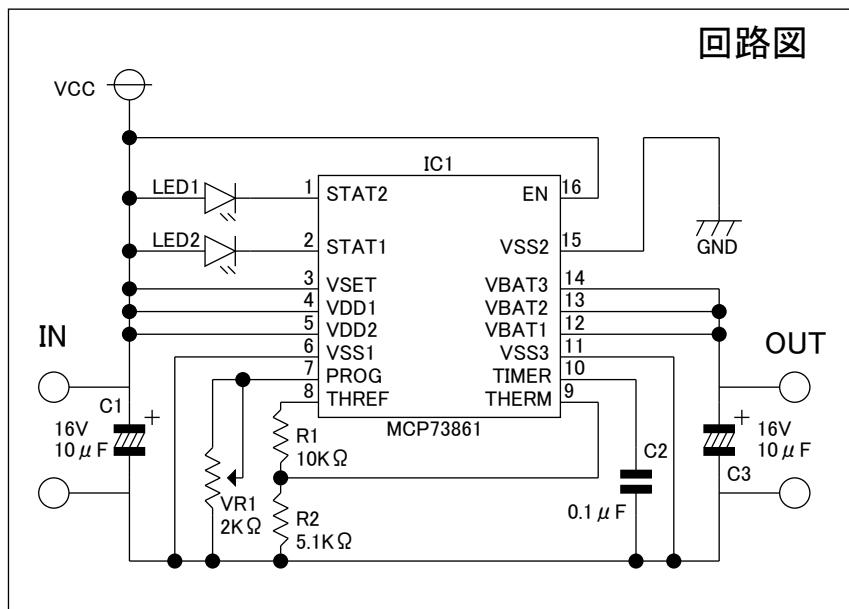 回路図
VCC
IC1
LED1
1
STAT2
EN
16
LED2
2
STAT1
VSS2
15
GND
3
VSET
VBAT3
14
4
VDD1
VBAT2
13
5
VDD2
VBAT1
12
6
VSS1
VSS3
11
7
PROG
TIMER
10
8
THREF
THERM
9
MCP73861
IN
OUT
C1
+
16V
10μF
R1
10KΩ
VR1
2KΩ
R2
5.1KΩ
C2
0.1μF
+
16V
10μF
C3